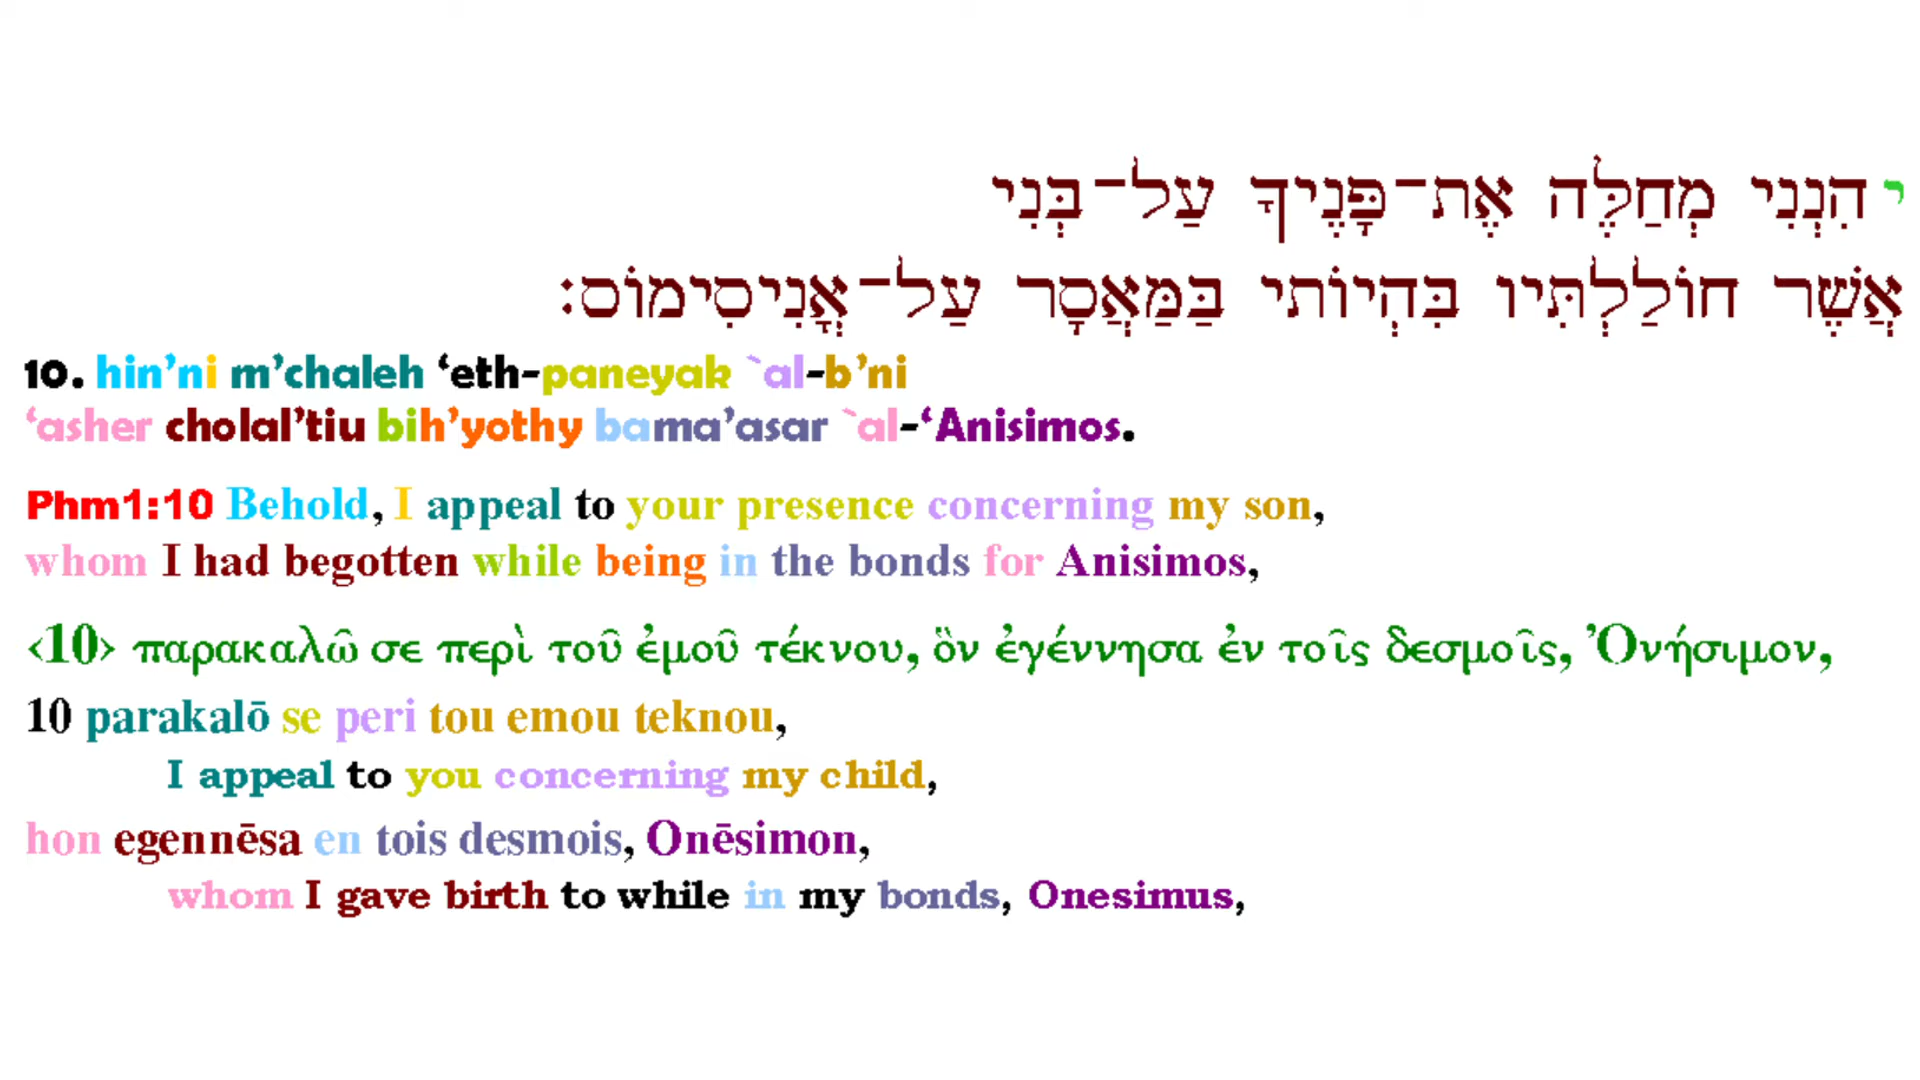 י הִנְנִי מְחַלֶּה אֶת־פָּנֶיךָ עַל־בְּנִי
אֲשֶׁר חוֹלַלְתִּיו בִּהְיוֹתִי בַּמַּאֲסָר עַל־אֳנִיסִימוֹס׃
10. hin’ni m’chaleh ‘eth-paneyak `al-b’ni
‘asher cholal’tiu bih’yothy bama’asar `al-‘Anisimos.
Phm1:10 Behold, I appeal to your presence concerning my son,
whom I had begotten while being in the bonds for Anisimos,
‹10› παρακαλῶ σε περὶ τοῦ ἐμοῦ τέκνου, ὃν ἐγέννησα ἐν τοῖς δεσμοῖς, Ὀνήσιμον,
10 parakalō se peri tou emou teknou,
I appeal to you concerning my child,
hon egennēsa en tois desmois, Onēsimon,
whom I gave birth to while in my bonds, Onesimus,